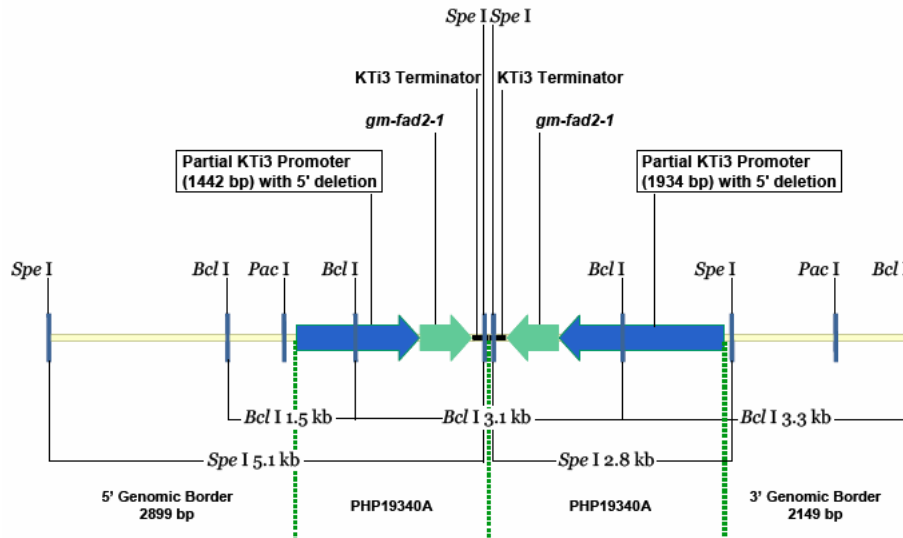 Spe I Spe I
KTi3 Terminator KTi3 Terminator
gm-fad2-1 gm-fad2-1
Partial KTi3 Promoter
(1442 bp) with 5' deletion
Partial KTi3 Promoter
(1934 bp) with 5' deletion
Spe I Bcl I Pac I Bcl I Bcl I Spe I Pac I Bcl I
Bcl I 1.5 kb Bcl I 3.1 kb Bcl I 3.3 kb
Spe I 5.1 kb Spe I 2.8 kb
5' Genomic Border
2899 bp
PHP19340A PHP19340A
3' Genomic Border
2149 bp